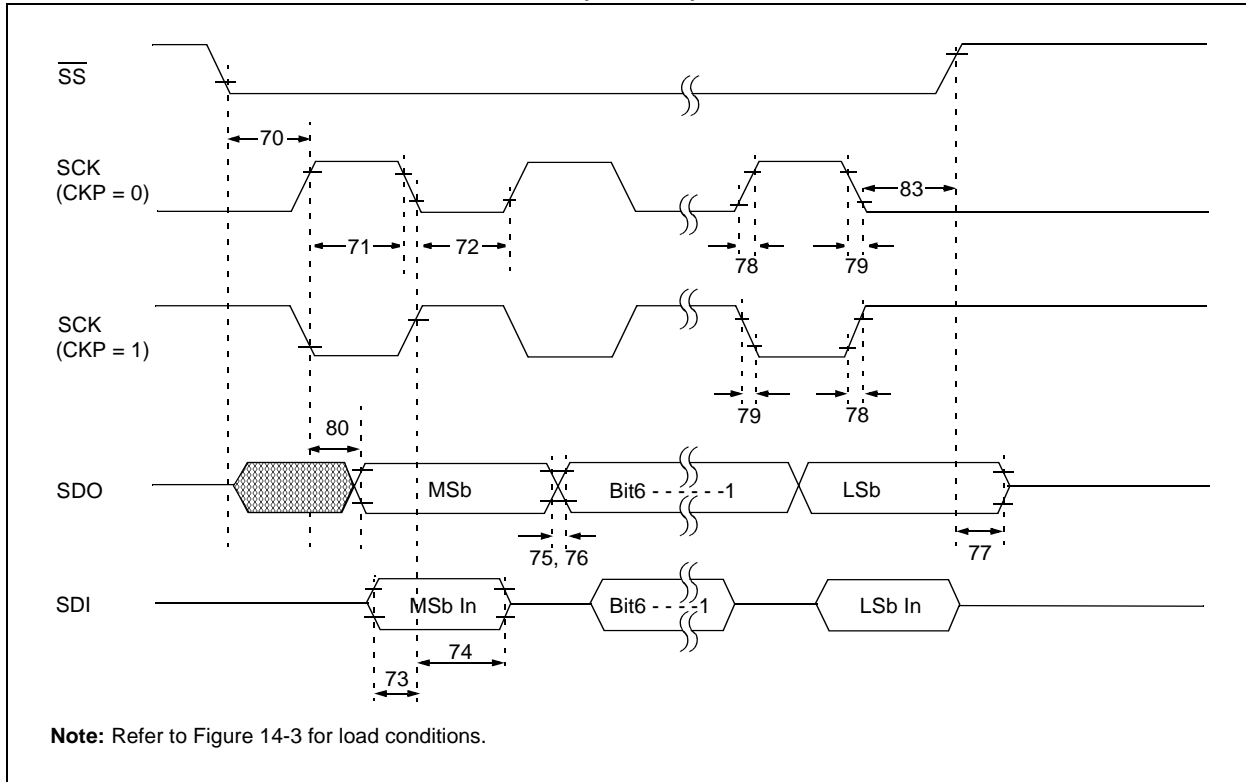 SS
70
SCK
(CKP = 0)
83
71
72
78
79
SCK
(CKP = 1)
79
78
80
SDO
MSb
Bit6 - - - - - -1
LSb
75, 76
77
SDI
MSb In
Bit6 - - - -1
LSb In
74
73
Note: Refer to Figure 14-3 for load conditions.